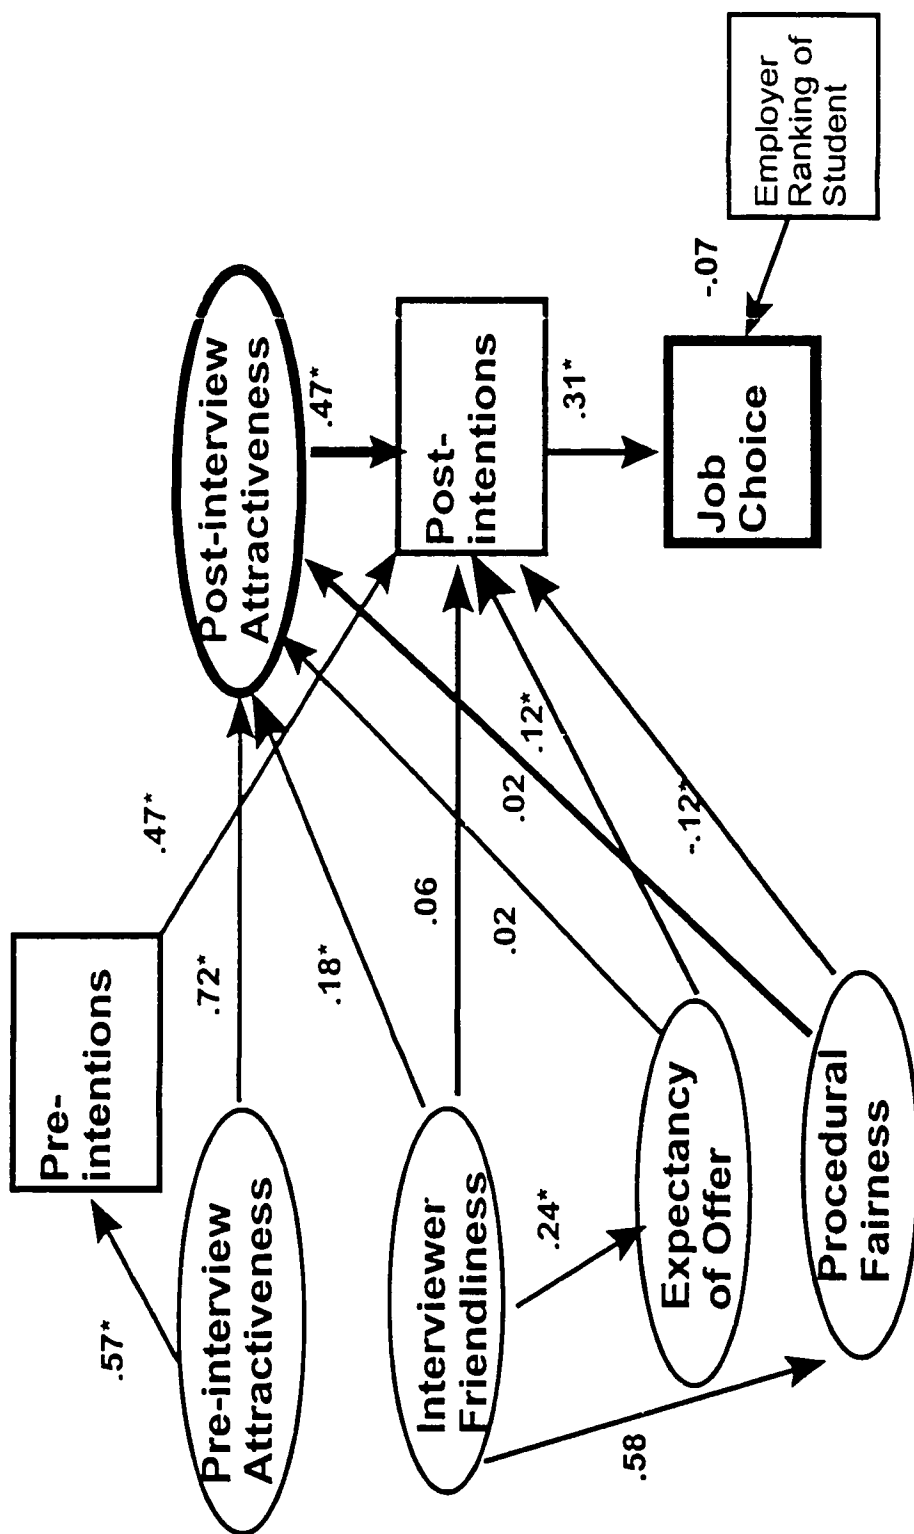 .57*
Pre-
intentions
Pre-interview
Attractiveness
.47*
.72*
.18*
Post-interview
Attractiveness
.47*
Interviewer
Friendliness
.06
Post-
intentions
.24*
.02
.02
.12*
.31*
.58
Expectancy
of Offer
-.12*
Job
Choice
-.07
Employer
Ranking of
Student
Procedural
Fairness